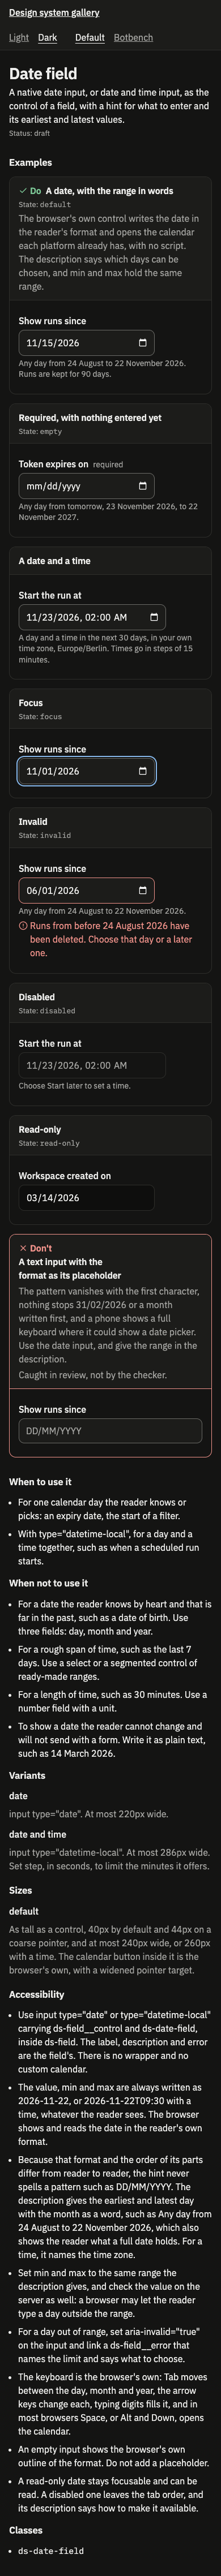 Design system gallery
Light Dark Default Botbench
Date field
A native date input, or date and time input, as the
control of a field, with a hint for what to enter and
its earliest and latest values.
Status: draft
Examples
Do A date, with the range in words
State: default
The browser's own control writes the date in
the reader's format and opens the calendar
each platform already has, with no script.
The description says which days can be
chosen, and min and max hold the same
range.
Show runs since
11/15/2026
Any day from 24 August to 22 November 2026.
Runs are kept for 90 days.
Required, with nothing entered yet
State: empty
Token expires on required
mm/dd/yyyy
Any day from tomorrow, 23 November 2026, to 22
November 2027.
A date and a time
Start the run at
11/23/2026, 02:00 AM
A day and a time in the next 30 days, in your own
time zone, Europe/Berlin. Times go in steps of 15
minutes.
Focus
State: focus
Show runs since
11/01/2026
Invalid
State: invalid
Show runs since
06/01/2026
Any day from 24 August to 22 November 2026.
Runs from before 24 August 2026 have
been deleted. Choose that day or a later
one.
Disabled
State: disabled
Start the run at
11/23/2026, 02:00 AM
Choose Start later to set a time.
Read-only
State: read-only
Workspace created on
03/14/2026
Don't
A text input with the
format as its placeholder
The pattern vanishes with the first character,
nothing stops 31/02/2026 or a month
written first, and a phone shows a full
keyboard where it could show a date picker.
Use the date input, and give the range in the
description.
Caught in review, not by the checker.
Show runs since
DD/MM/YYYY
When to use it
• For one calendar day the reader knows or
picks: an expiry date, the start of a filter.
• With type="datetime-local", for a day and a
time together, such as when a scheduled run
starts.
When not to use it
• For a date the reader knows by heart and that is
far in the past, such as a date of birth. Use
three fields: day, month and year.
• For a rough span of time, such as the last 7
days. Use a select or a segmented control of
ready-made ranges.
• For a length of time, such as 30 minutes. Use a
number field with a unit.
• To show a date the reader cannot change and
will not send with a form. Write it as plain text,
such as 14 March 2026.
Variants
date
input type="date". At most 220px wide.
date and time
input type="datetime-local". At most 286px wide.
Set step, in seconds, to limit the minutes it offers.
Sizes
default
As tall as a control, 40px by default and 44px on a
coarse pointer, and at most 240px wide, or 260px
with a time. The calendar button inside it is the
browser's own, with a widened pointer target.
Accessibility
• Use input type="date" or type="datetime-local"
carrying ds-field__control and ds-date-field,
inside ds-field. The label, description and error
are the field's. There is no wrapper and no
custom calendar.
• The value, min and max are always written as
2026-11-22, or 2026-11-22T09:30 with a
time, whatever the reader sees. The browser
shows and reads the date in the reader's own
format.
• Because that format and the order of its parts
differ from reader to reader, the hint never
spells a pattern such as DD/MM/YYYY. The
description gives the earliest and latest day
with the month as a word, such as Any day from
24 August to 22 November 2026, which also
shows the reader what a full date holds. For a
time, it names the time zone.
• Set min and max to the same range the
description gives, and check the value on the
server as well: a browser may let the reader
type a day outside the range.
• For a day out of range, set aria-invalid="true"
on the input and link a ds-field__error that
names the limit and says what to choose.
• The keyboard is the browser's own: Tab moves
between the day, month and year, the arrow
keys change each, typing digits fills it, and in
most browsers Space, or Alt and Down, opens
the calendar.
• An empty input shows the browser's own
outline of the format. Do not add a placeholder.
• A read-only date stays focusable and can be
read. A disabled one leaves the tab order, and
its description says how to make it available.
Classes
• ds-date-field